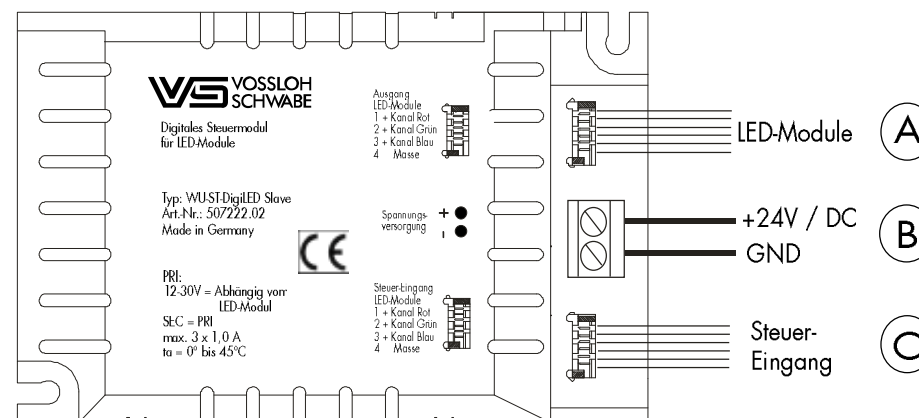 VS VOSSLOH
SCHWABE
Digitales Steuermodul
für LED-Module
Typ: WU-ST-DigiLED Slave
Art.-Nr.: 507222.02
Made in Germany
CE
PRI:
12-30V = Abhängig vom
LED-Modul
SEC = PRI
max. 3 x 1,0 A
ta = 0° bis 45°C
Ausgang
LED-Module
1 + Kanal Rot
2 + Kanal Grün
3 + Kanal Blau
4 Masse
Spannungs-
versorgung
+
-
Steuer-Eingang
LED-Module
1 + Kanal Rot
2 + Kanal Grün
3 + Kanal Blau
4 Masse
LED-Module
A
+24V / DC
GND
B
Steuer-
Eingang
C